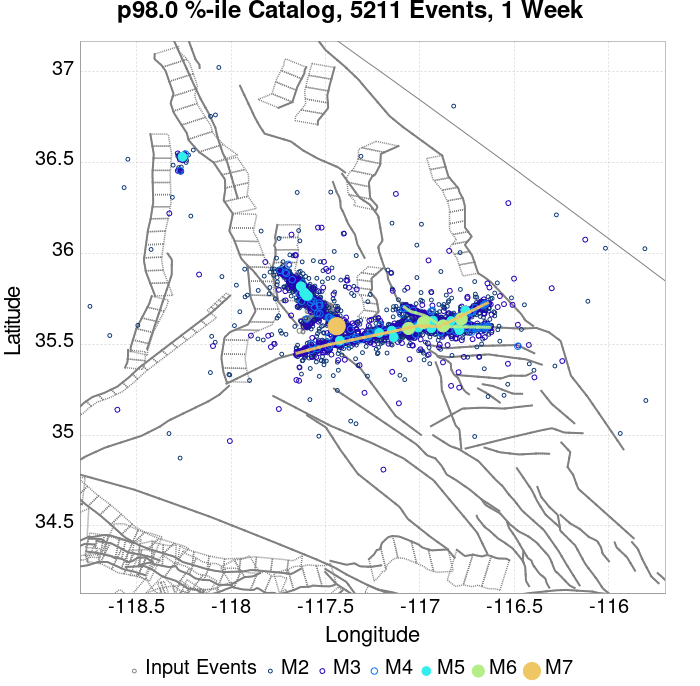 p98.0 %-ile Catalog, 5211 Events, 1 Week
37
36.5
36
35.5
35
34.5
Latitude
-118.5 -118 -117.5 -117 -116.5 -116
Longitude
Input Events M2 M3 M4 M5 M6 M7